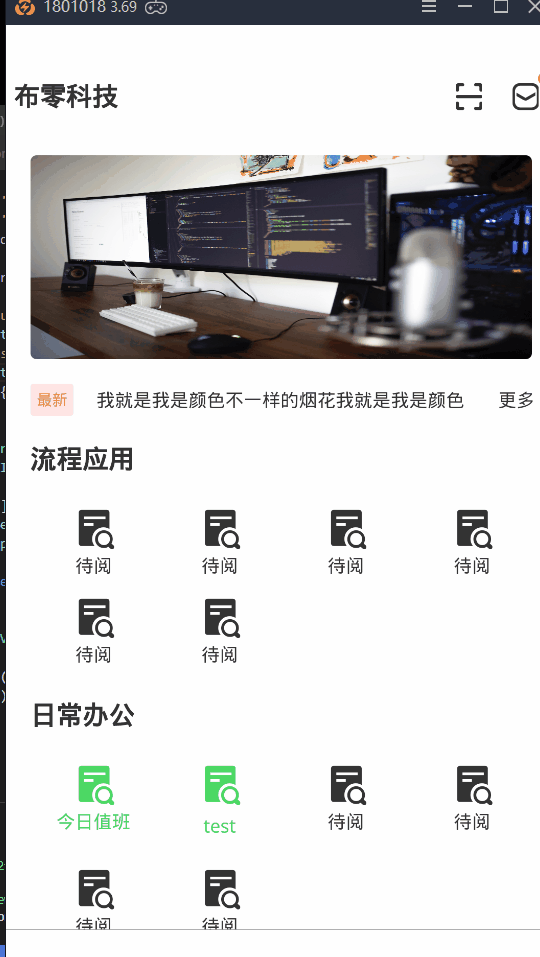 1801018 3.69
布零科技
最新 我就是我是颜色不一样的烟花我就是我是颜色 更多
流程应用
待阅 待阅 待阅 待阅
待阅 待阅
日常办公
今日值班 test 待阅 待阅
待阅 待阅